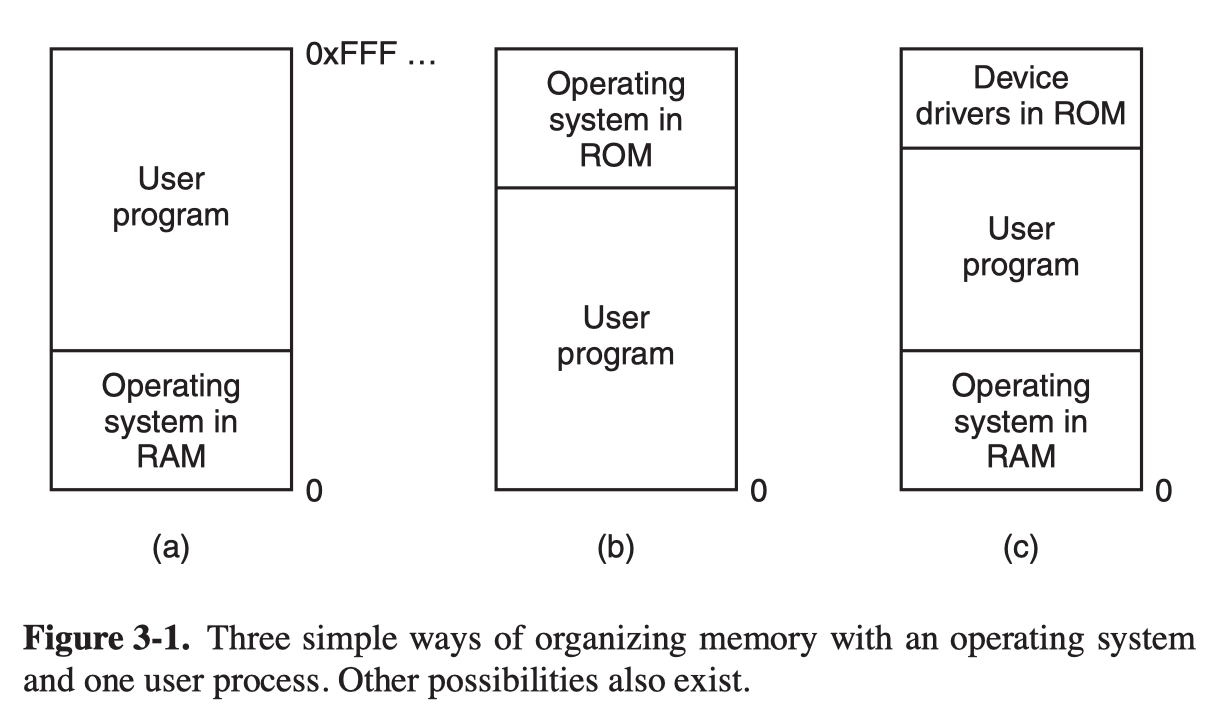 0xFFF ...
User
program
Operating
system in
RAM
0
(a)
Operating
system in
ROM
User
program
0
(b)
Device
drivers in ROM
User
program
Operating
system in
RAM
0
(c)
Figure 3-1. Three simple ways of organizing memory with an operating system
and one user process. Other possibilities also exist.